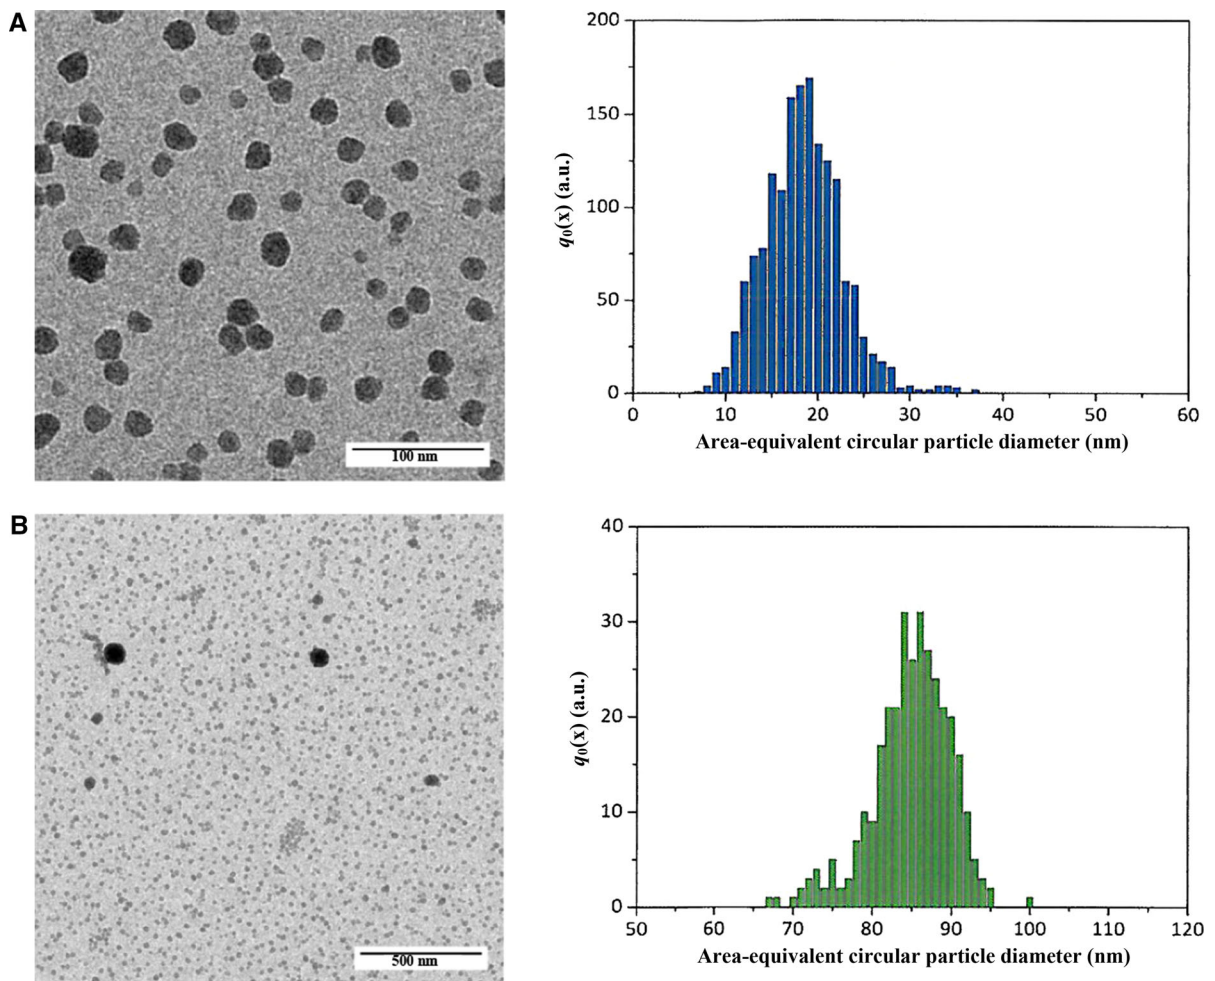 A
100 nm
200
150
100
50
0
q0(x) (a.u.)
0 10 20 30 40 50 60
Area-equivalent circular particle diameter (nm)
B
500 nm
40
30
20
10
0
q0(x) (a.u.)
50 60 70 80 90 100 110 120
Area-equivalent circular particle diameter (nm)